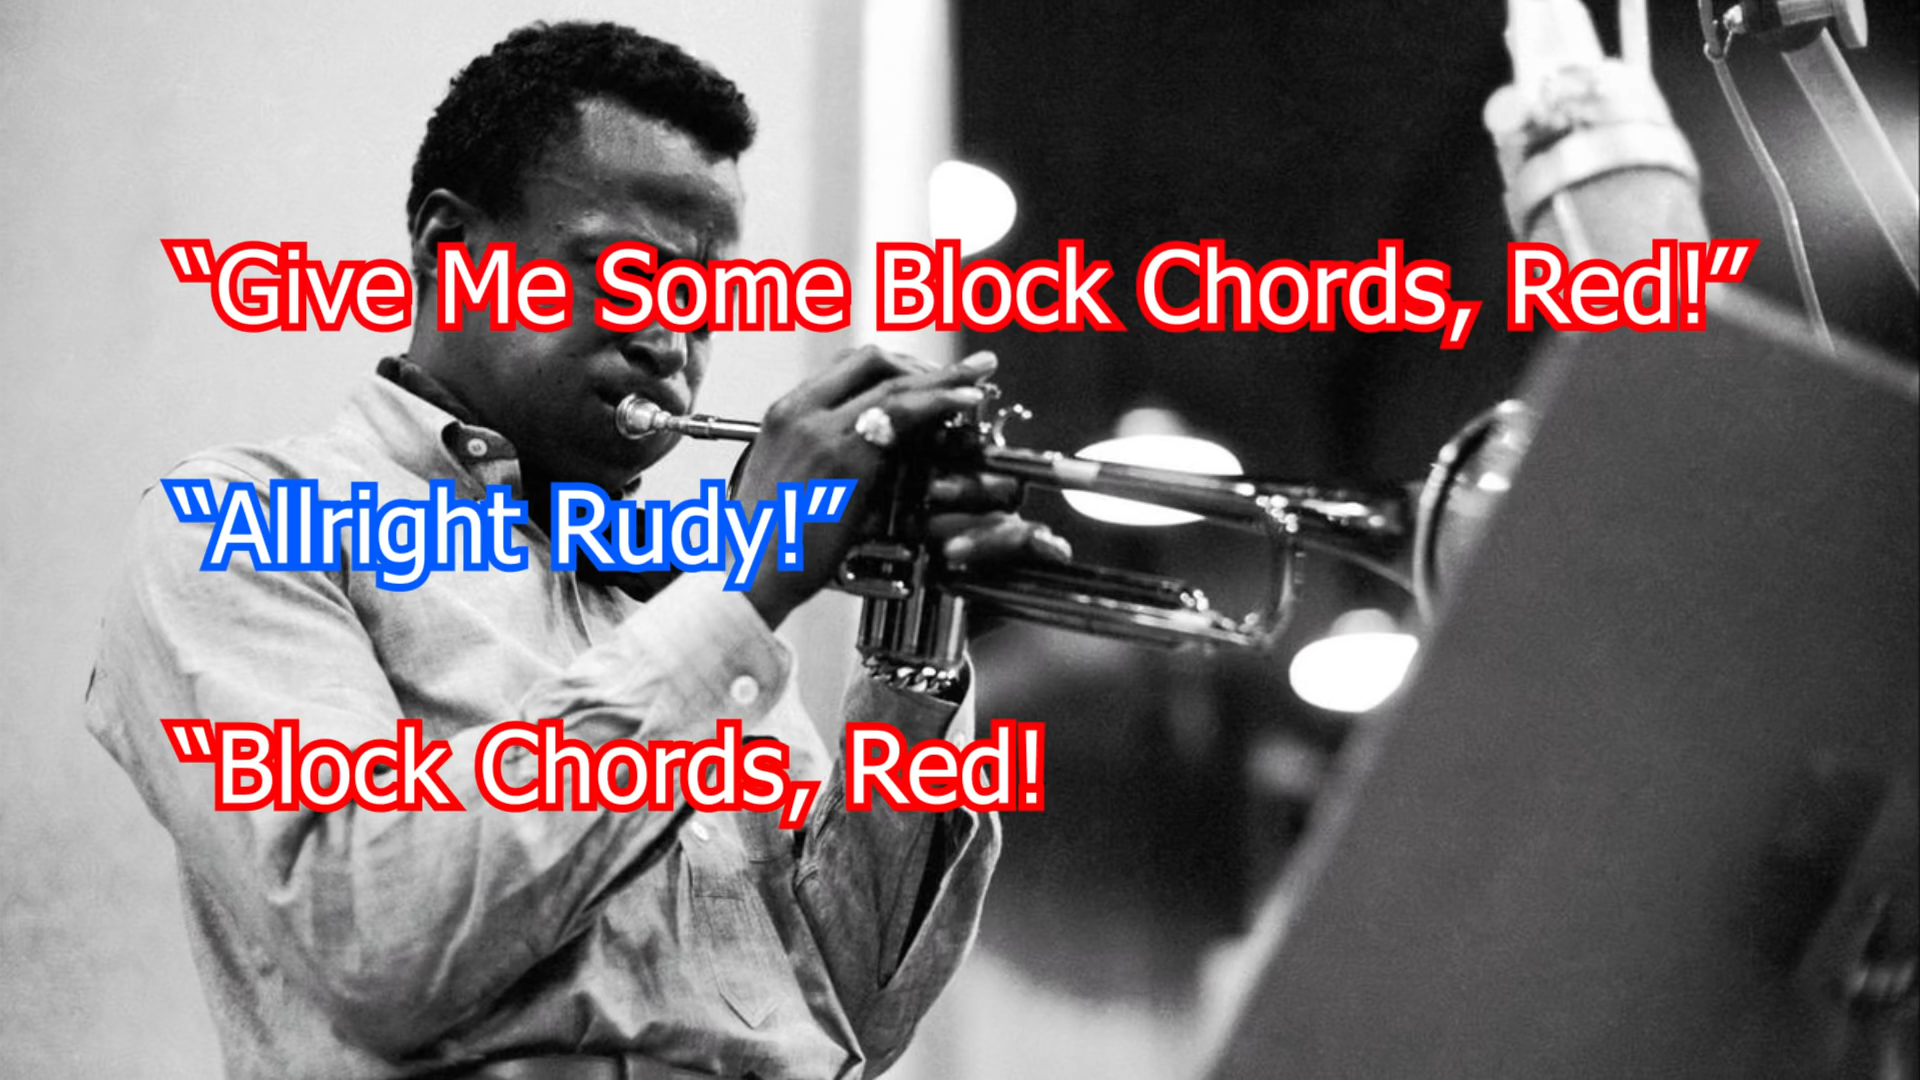 “Give Me Some Block Chords, Red!”
“Allright Rudy!”
“Block Chords, Red!